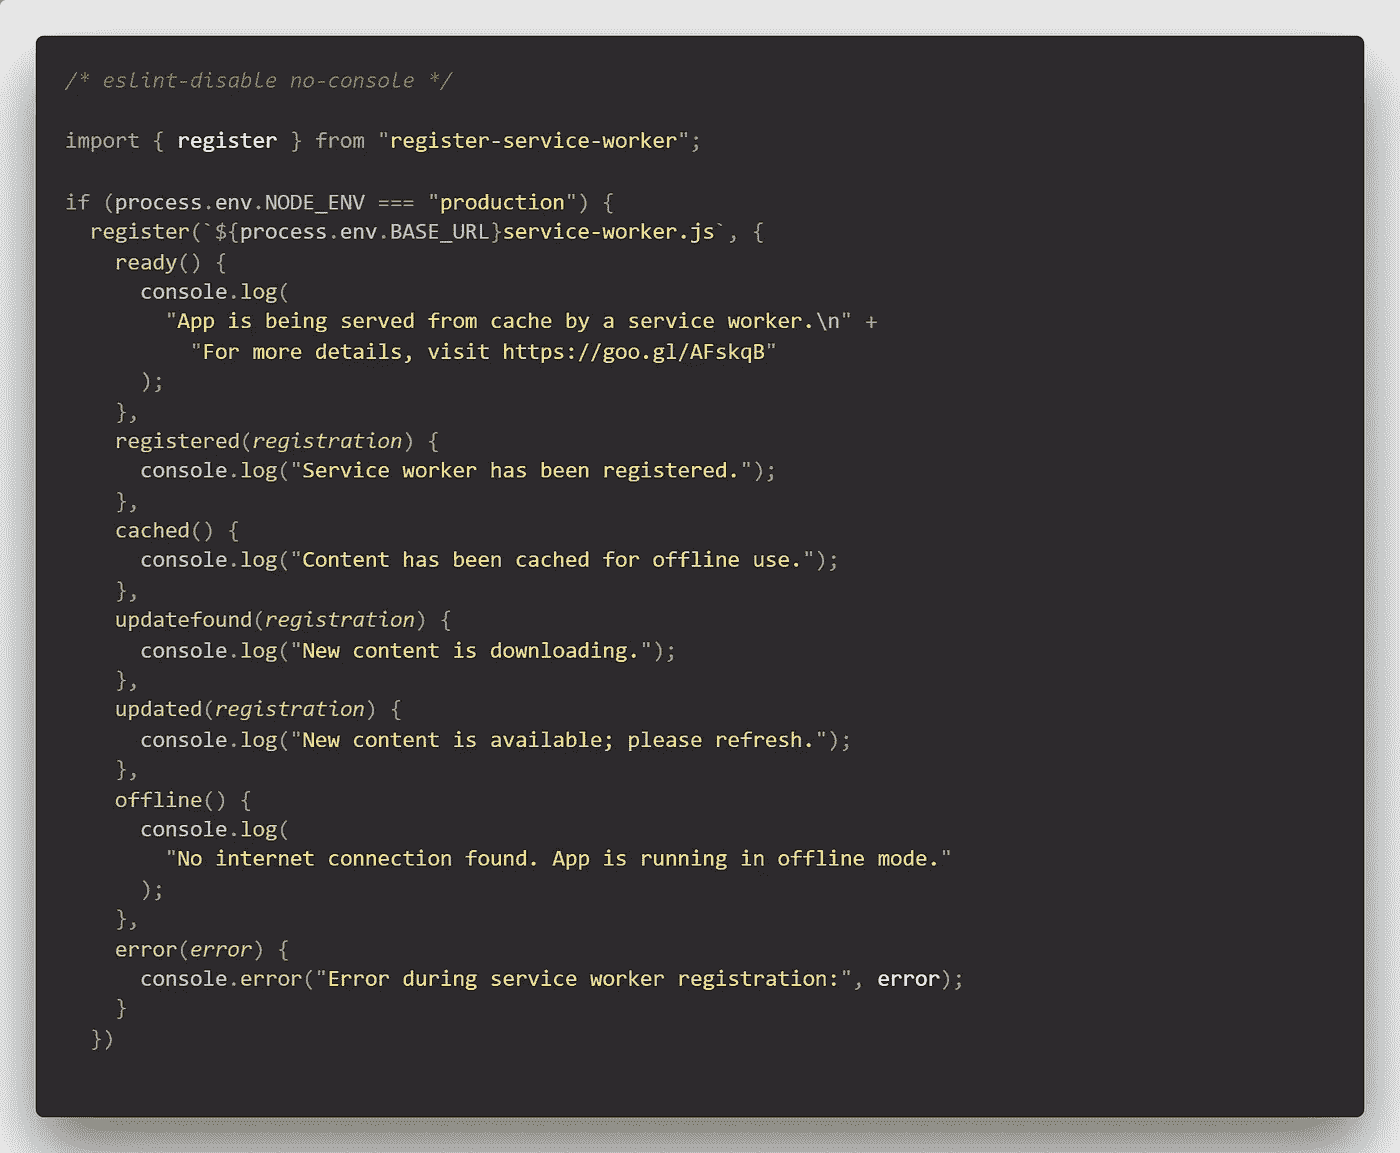 /* eslint-disable no-console */
import { register } from "register-service-worker";
if (process.env.NODE_ENV === "production") {
register(`${process.env.BASE_URL}service-worker.js`, {
ready() {
console.log(
"App is being served from cache by a service worker.\n" +
"For more details, visit https://goo.gl/AFskqB"
);
},
registered(registration) {
console.log("Service worker has been registered.");
},
cached() {
console.log("Content has been cached for offline use.");
},
updatefound(registration) {
console.log("New content is downloading.");
},
updated(registration) {
console.log("New content is available; please refresh.");
},
offline() {
console.log(
"No internet connection found. App is running in offline mode."
);
},
error(error) {
console.error("Error during service worker registration:", error);
}
})